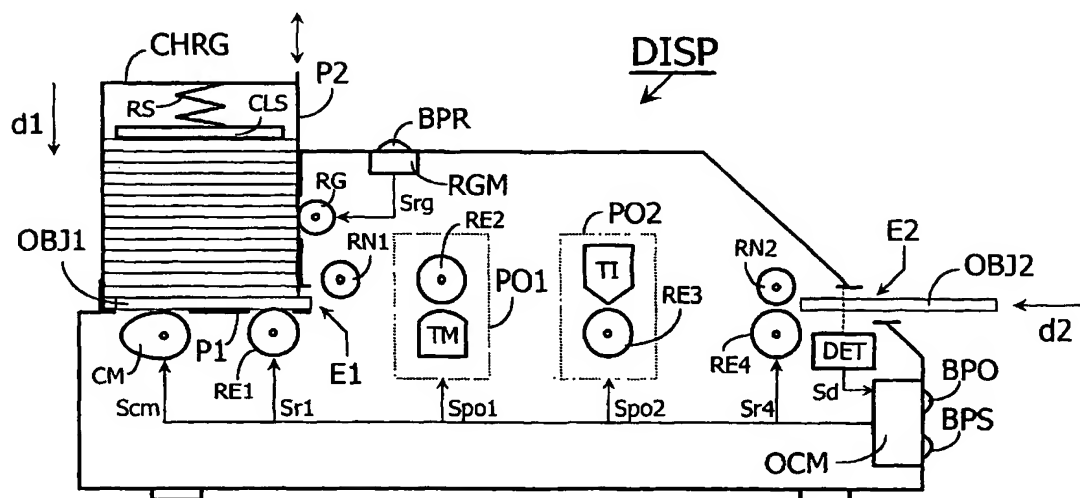 CHRG
DISP
P2
RS
CLS
d1
BPR
RG
RGM
Srg
PO2
RE2
E2
OBJ1
RN1
TI
RN2
OBJ2
PO1
RE3
TM
d2
P1
DET
CM
RE1
E1
RE4
BPO
Scm
Sr1
Spo1
Spo2
Sr4
Sd
BPS
OCM